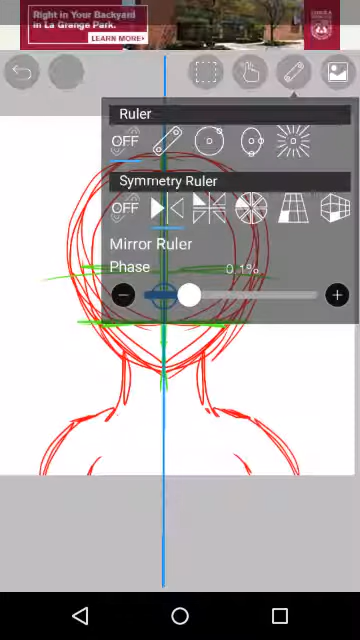 Right in Your Backyard
in La Grange Park.
LEARN MORE›
Ruler
OFF
Symmetry Ruler
OFF
Mirror Ruler
Phase 0.1%